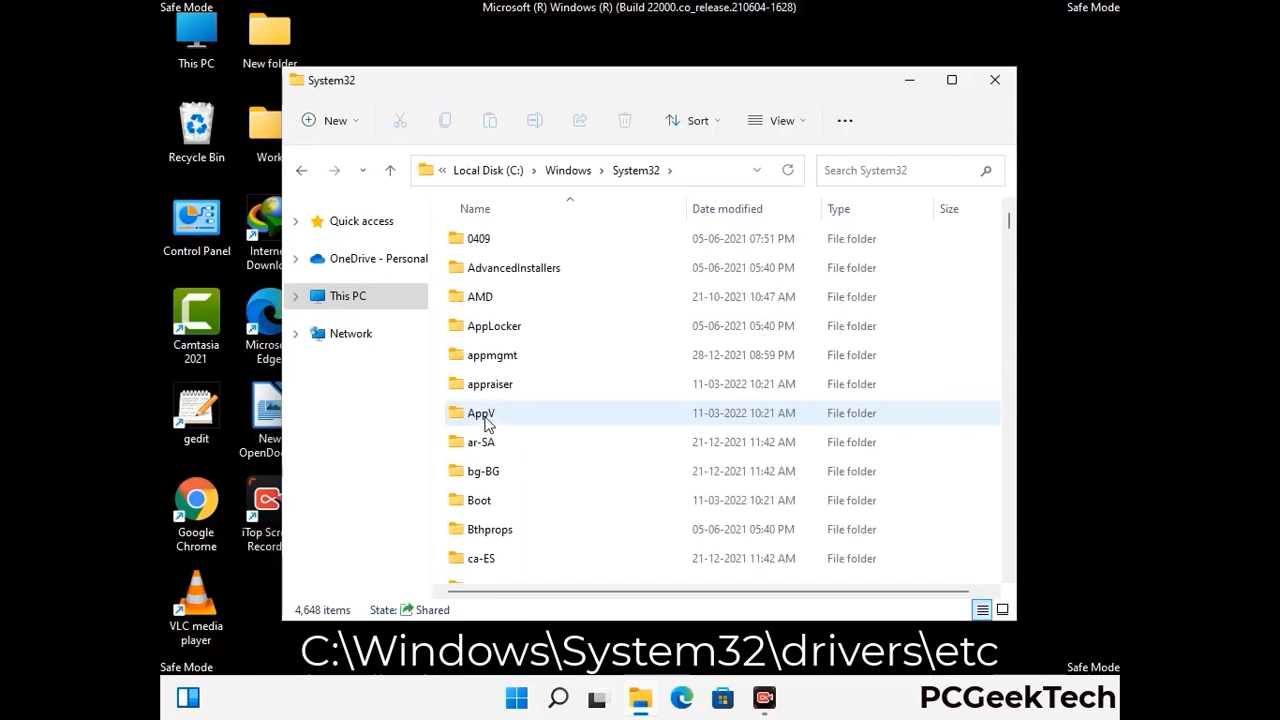 Safe Mode
Microsoft (R) Windows (R) (Build 22000.co_release.210604-1628)
Safe Mode
This PC
New folder
Recycle Bin
Work
Control Panel
Intern
Downlo
Camtasia
2021
Micros
Edge
gedit
New
OpenDo
Google
Chrome
iTop Scr
Record
VLC media
player
System32
New
Sort
View
Local Disk (C:)
Windows
System32
Search System32
Quick access
OneDrive - Personal
This PC
Network
Name Date modified Type Size
0409 05-06-2021 07:51 PM File folder
AdvancedInstallers 05-06-2021 05:40 PM File folder
AMD 21-10-2021 10:47 AM File folder
AppLocker 05-06-2021 05:40 PM File folder
appmgmt 28-12-2021 08:59 PM File folder
appraiser 11-03-2022 10:21 AM File folder
AppV 11-03-2022 10:21 AM File folder
ar-SA 21-12-2021 11:42 AM File folder
bg-BG 21-12-2021 11:42 AM File folder
Boot 11-03-2022 10:21 AM File folder
Bthprops 05-06-2021 05:40 PM File folder
ca-ES 21-12-2021 11:42 AM File folder
4,648 items State: Shared
C:\Windows\System32\drivers\etc
Safe Mode
Safe Mode
PCGeekTech